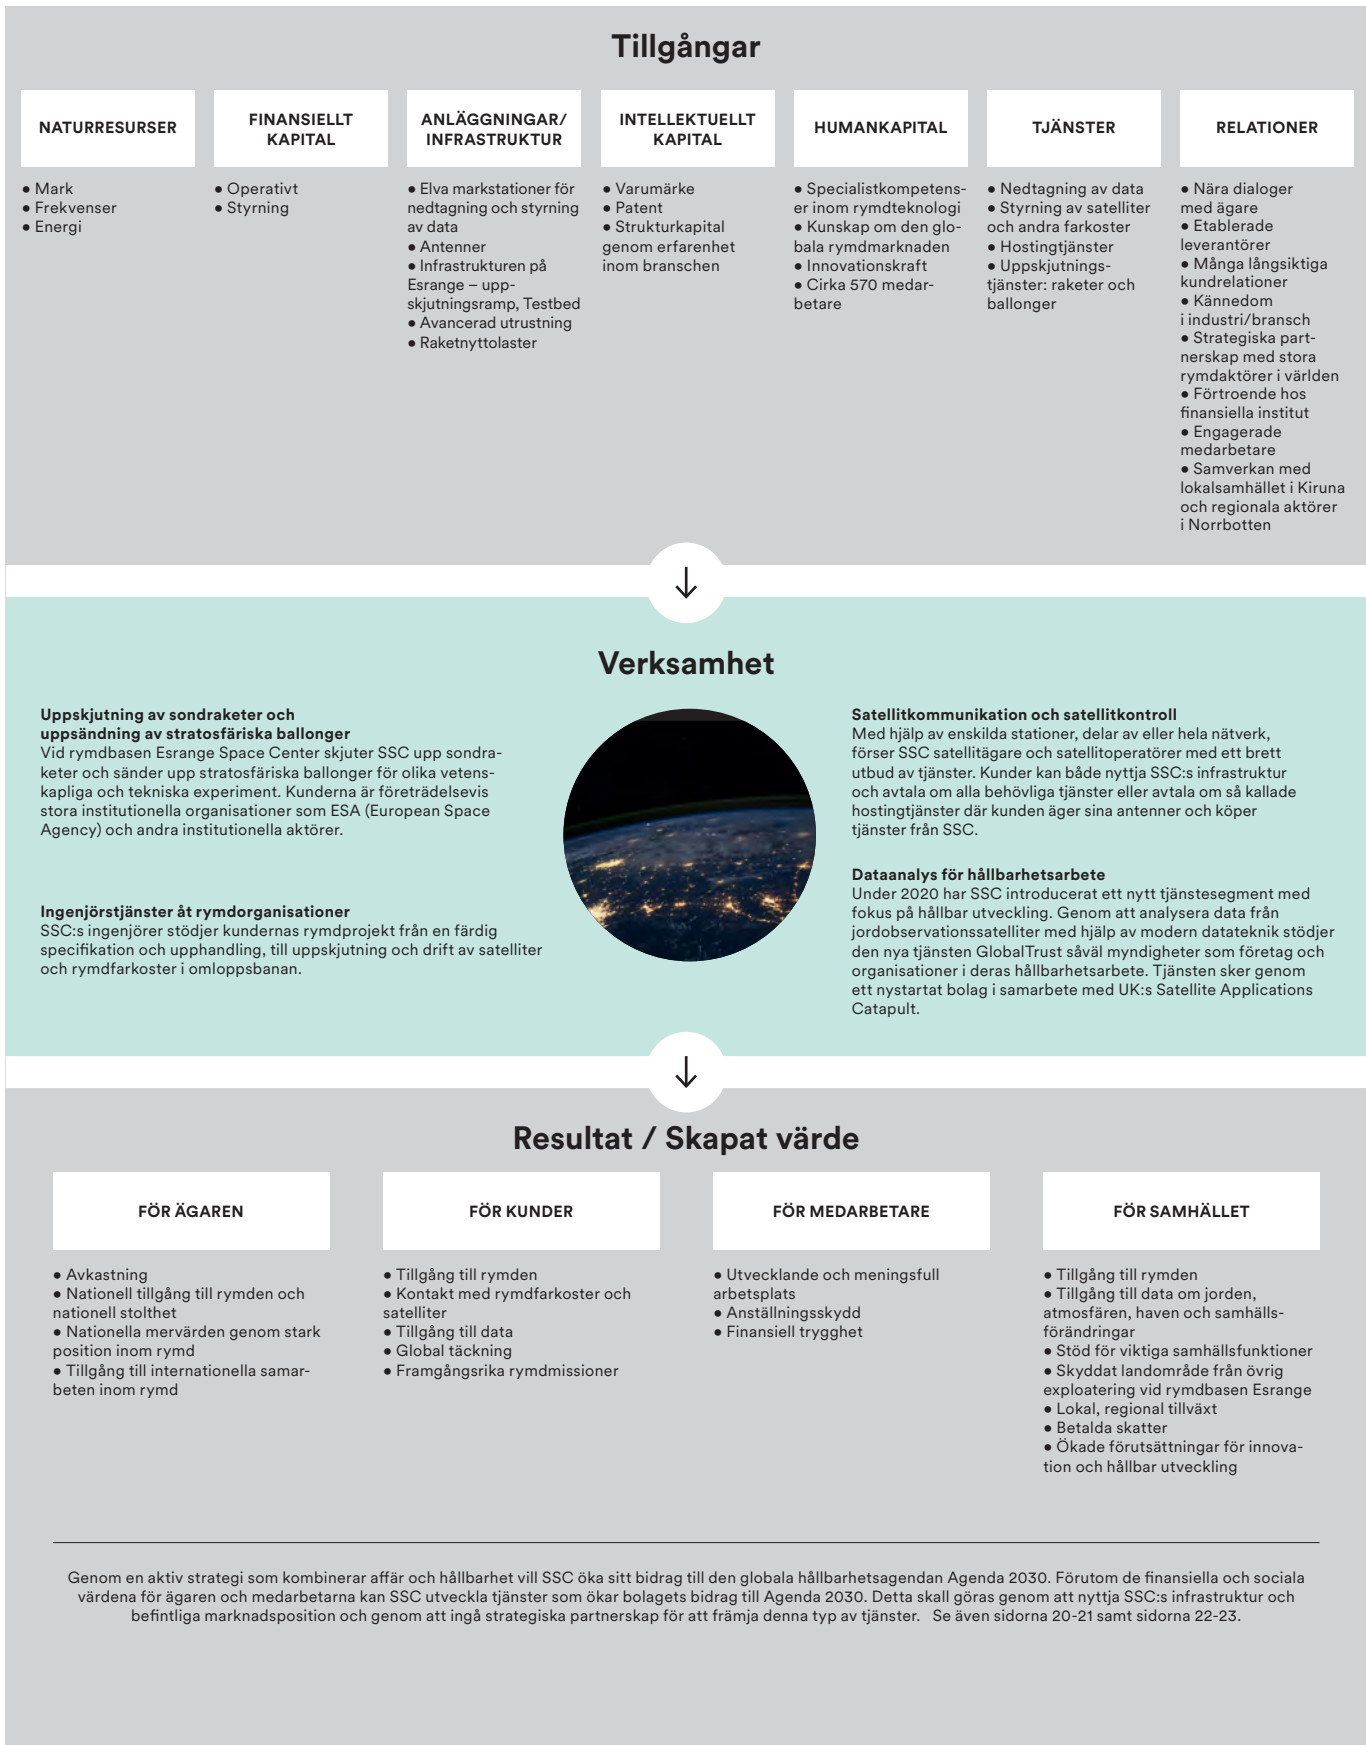 Tillgångar
NATURRESURSER
● Mark
● Frekvenser
● Energi
FINANSIELLT
KAPITAL
● Operativt
● Styrning
ANLÄGGNINGAR/
INFRASTRUKTUR
● Elva markstationer för
nedtagning och styrning
av data
● Antenner
● Infrastrukturen på
Esrange – upp-
skjutningsramp, Testbed
● Avancerad utrustning
● Raketnyttolaster
INTELLEKTUELLT
KAPITAL
● Varumärke
● Patent
● Strukturkapital
genom erfarenhet
inom branschen
HUMANKAPITAL
● Specialistkompetens-
er inom rymdteknologi
● Kunskap om den glo-
bala rymdmarknaden
● Innovationskraft
● Cirka 570 medar-
betare
TJÄNSTER
● Nedtagning av data
● Styrning av satelliter
och andra farkoster
● Hostingtjänster
● Uppskjutnings-
tjänster: raketer och
ballonger
RELATIONER
● Nära dialoger
med ägare
● Etablerade
leverantörer
● Många långsiktiga
kundrelationer
● Kännedom
i industri/bransch
● Strategiska part-
nerskap med stora
rymdaktörer i världen
● Förtroende hos
finansiella institut
● Engagerade
medarbetare
● Samverkan med
lokalsamhället i Kiruna
och regionala aktörer
i Norrbotten
Verksamhet
Uppskjutning av sondraketer och
uppsändning av stratosfäriska ballonger
Vid rymdbasen Esrange Space Center skjuter SSC upp sondra-
keter och sänder upp stratosfäriska ballonger för olika vetens-
kapliga och tekniska experiment. Kunderna är företrädelsevis
stora institutionella organisationer som ESA (European Space
Agency) och andra institutionella aktörer.
Ingenjörstjänster åt rymdorganisationer
SSC:s ingenjörer stödjer kundernas rymdprojekt från en färdig
specifikation och upphandling, till uppskjutning och drift av satelliter
och rymdfarkoster i omloppsbanan.
Satellitkommunikation och satellitkontroll
Med hjälp av enskilda stationer, delar av eller hela nätverk,
förser SSC satellitägare och satellitoperatörer med ett brett
utbud av tjänster. Kunder kan både nyttja SSC:s infrastruktur
och avtala om alla behövliga tjänster eller avtala om så kallade
hostingtjänster där kunden äger sina antenner och köper
tjänster från SSC.
Dataanalys för hållbarhetsarbete
Under 2020 har SSC introducerat ett nytt tjänstesegment med
fokus på hållbar utveckling. Genom att analysera data från
jordobservationssatelliter med hjälp av modern datateknik stödjer
den nya tjänsten GlobalTrust såväl myndigheter som företag och
organisationer i deras hållbarhetsarbete. Tjänsten sker genom
ett nystartat bolag i samarbete med UK:s Satellite Applications
Catapult.
Resultat / Skapat värde
FÖR ÄGAREN
● Avkastning
● Nationell tillgång till rymden och
nationell stolthet
● Nationella mervärden genom stark
position inom rymd
● Tillgång till internationella samar-
beten inom rymd
FÖR KUNDER
● Tillgång till rymden
● Kontakt med rymdfarkoster och
satelliter
● Tillgång till data
● Global täckning
● Framgångsrika rymdmissioner
FÖR MEDARBETARE
● Utvecklande och meningsfull
arbetsplats
● Anställningsskydd
● Finansiell trygghet
FÖR SAMHÄLLET
● Tillgång till rymden
● Tillgång till data om jorden,
atmosfären, haven och samhälls-
förändringar
● Stöd för viktiga samhällsfunktioner
● Skyddat landområde från övrig
exploatering vid rymdbasen Esrange
● Lokal, regional tillväxt
● Betalda skatter
● Ökade förutsättningar för innova-
tion och hållbar utveckling
Genom en aktiv strategi som kombinerar affär och hållbarhet vill SSC öka sitt bidrag till den globala hållbarhetsagendan Agenda 2030. Förutom de finansiella och sociala
värdena för ägaren och medarbetarna kan SSC utveckla tjänster som ökar bolagets bidrag till Agenda 2030. Detta skall göras genom att nyttja SSC:s infrastruktur och
befintliga marknadsposition och genom att ingå strategiska partnerskap för att främja denna typ av tjänster. Se även sidorna 20-21 samt sidorna 22-23.